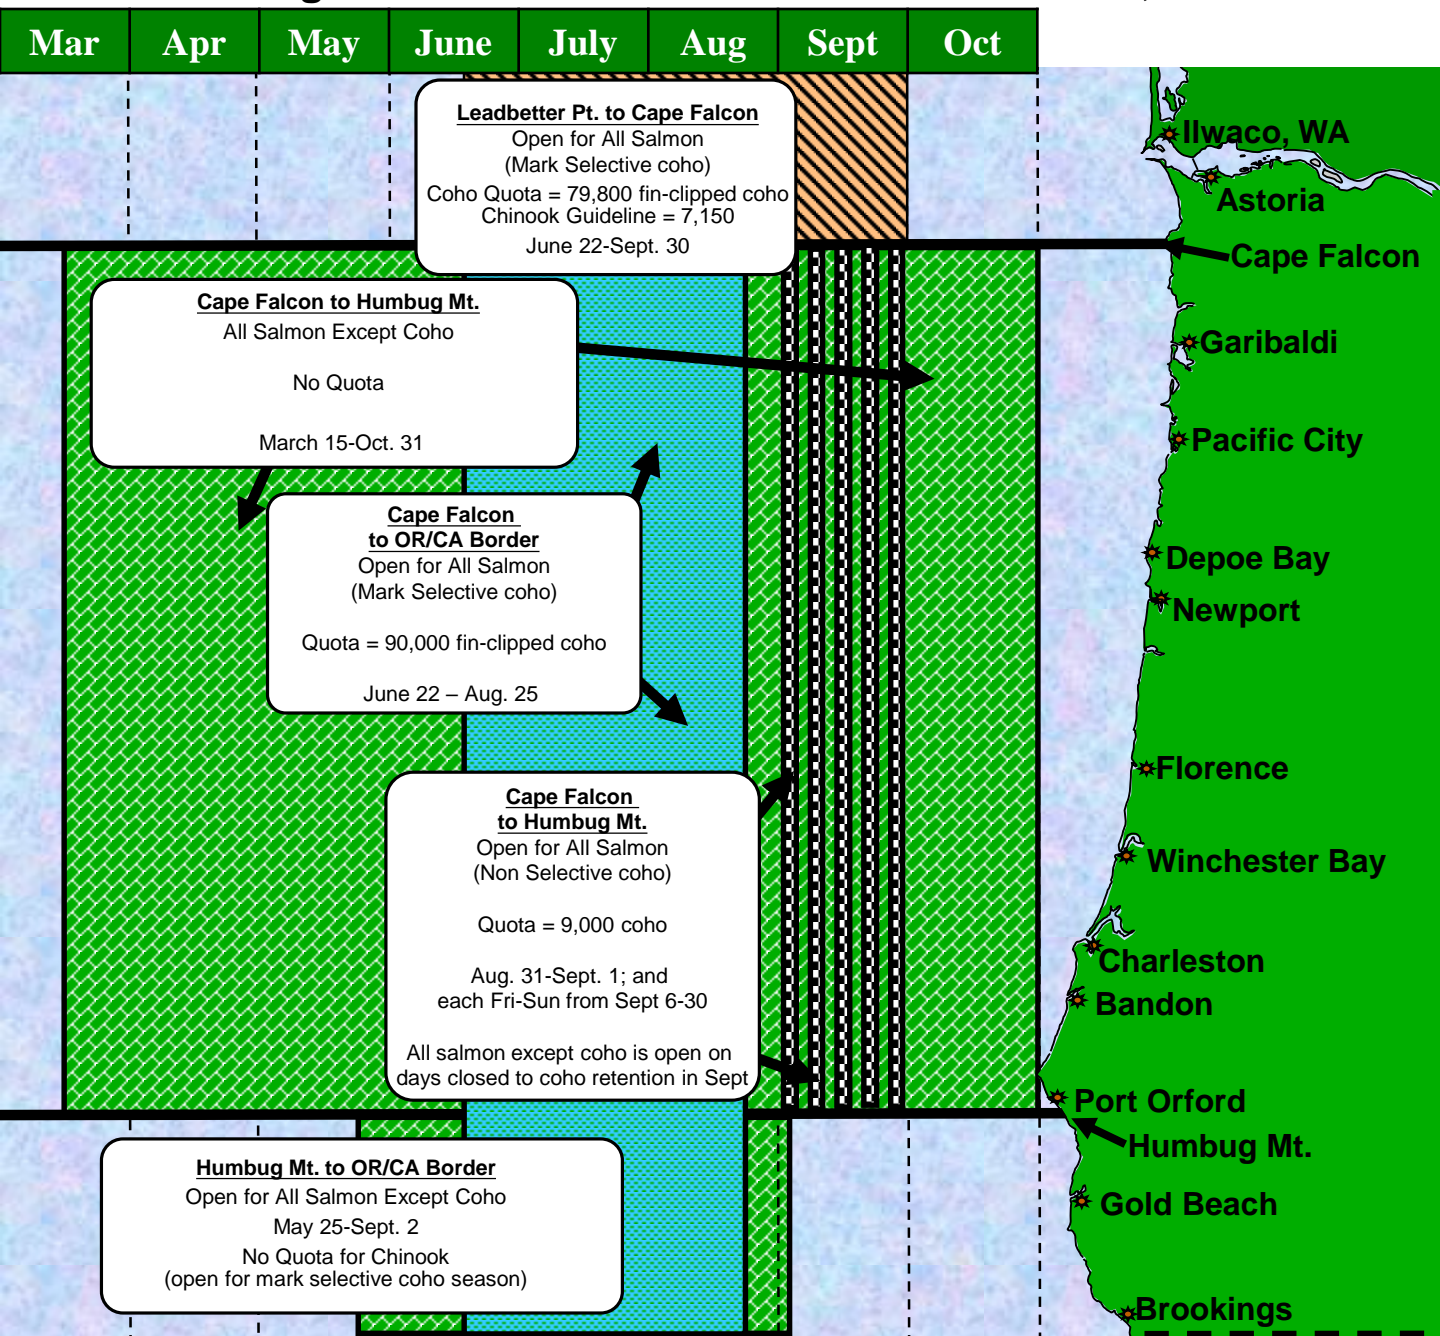 Mar Apr May June July Aug Sept Oct
Leadbetter Pt. to Cape Falcon
Open for All Salmon
(Mark Selective coho)
Coho Quota = 79,800 fin-clipped coho
Chinook Guideline = 7,150
June 22-Sept. 30
Cape Falcon to Humbug Mt.
All Salmon Except Coho
No Quota
March 15-Oct. 31
Cape Falcon
to OR/CA Border
Open for All Salmon
(Mark Selective coho)
Quota = 90,000 fin-clipped coho
June 22 – Aug. 25
Cape Falcon
to Humbug Mt.
Open for All Salmon
(Non Selective coho)
Quota = 9,000 coho
Aug. 31-Sept. 1; and
each Fri-Sun from Sept 6-30
All salmon except coho is open on
days closed to coho retention in Sept
Humbug Mt. to OR/CA Border
Open for All Salmon Except Coho
May 25-Sept. 2
No Quota for Chinook
(open for mark selective coho season)
Ilwaco, WA
Astoria
Cape Falcon
Garibaldi
Pacific City
Depoe Bay
Newport
Florence
Winchester Bay
Charleston
Bandon
Port Orford
Humbug Mt.
Gold Beach
Brookings